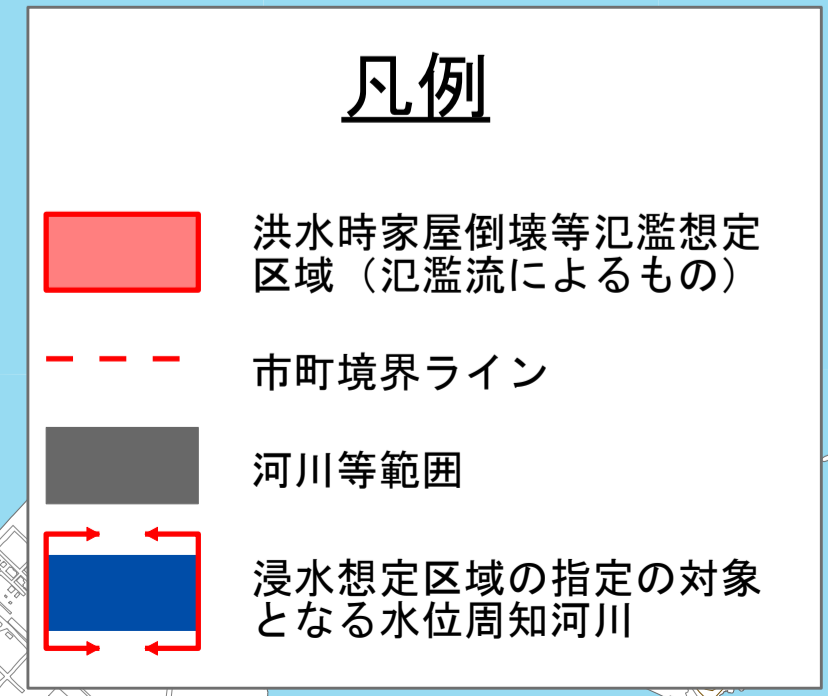 凡例
洪水時家屋倒壊等氾濫想定
区域（氾濫流によるもの）
市町境界ライン
河川等範囲
浸水想定区域の指定の対象
となる水位周知河川